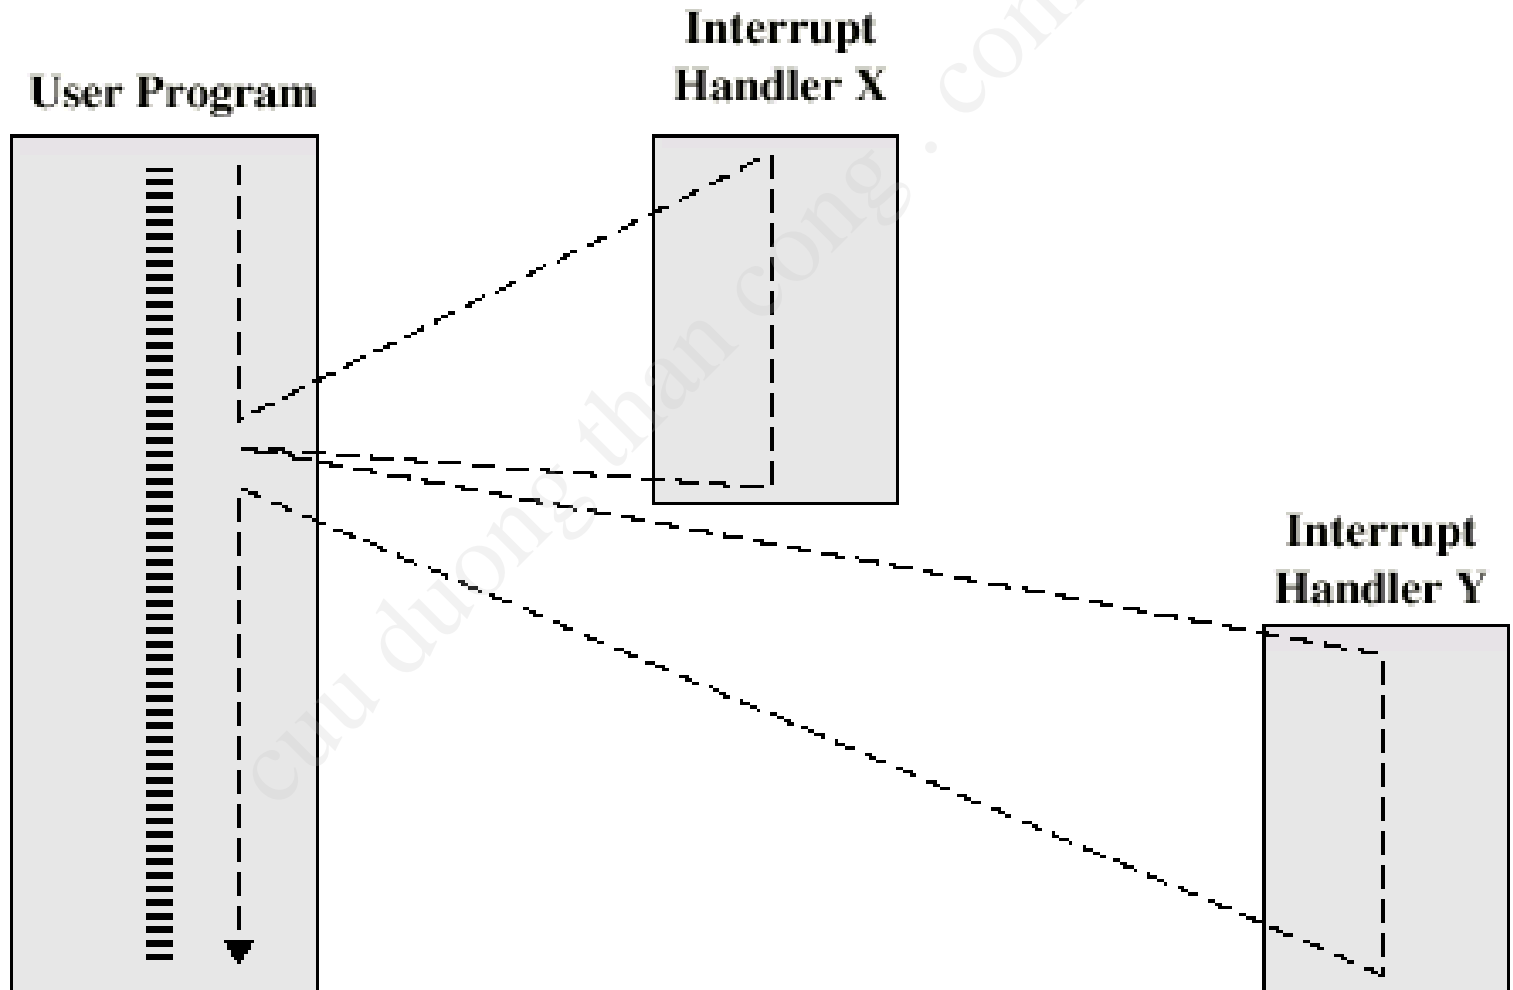 Interrupt
Handler X
User Program
Interrupt
Handler Y
cuu duong than cong . com